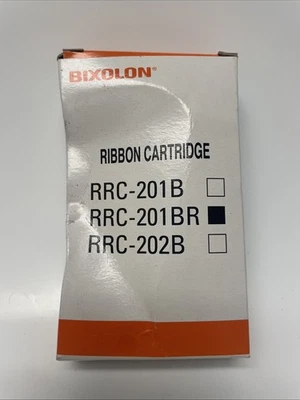 BIXOLON®
RIBBON CARTRIDGE
RRC-201B □
RRC-201BR ■
RRC-202B □